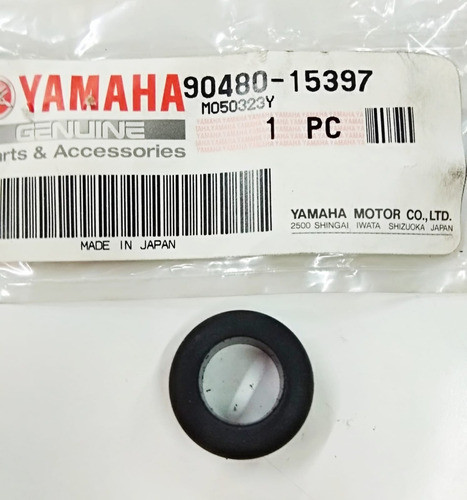 YAMAHA 90480-15397
M050323Y
GENUINE
Parts & Accessories
1 PC
MADE IN JAPAN
YAMAHA MOTOR CO.,LTD.
2500 SHINGAI IWATA SHIZUOKA JAPAN